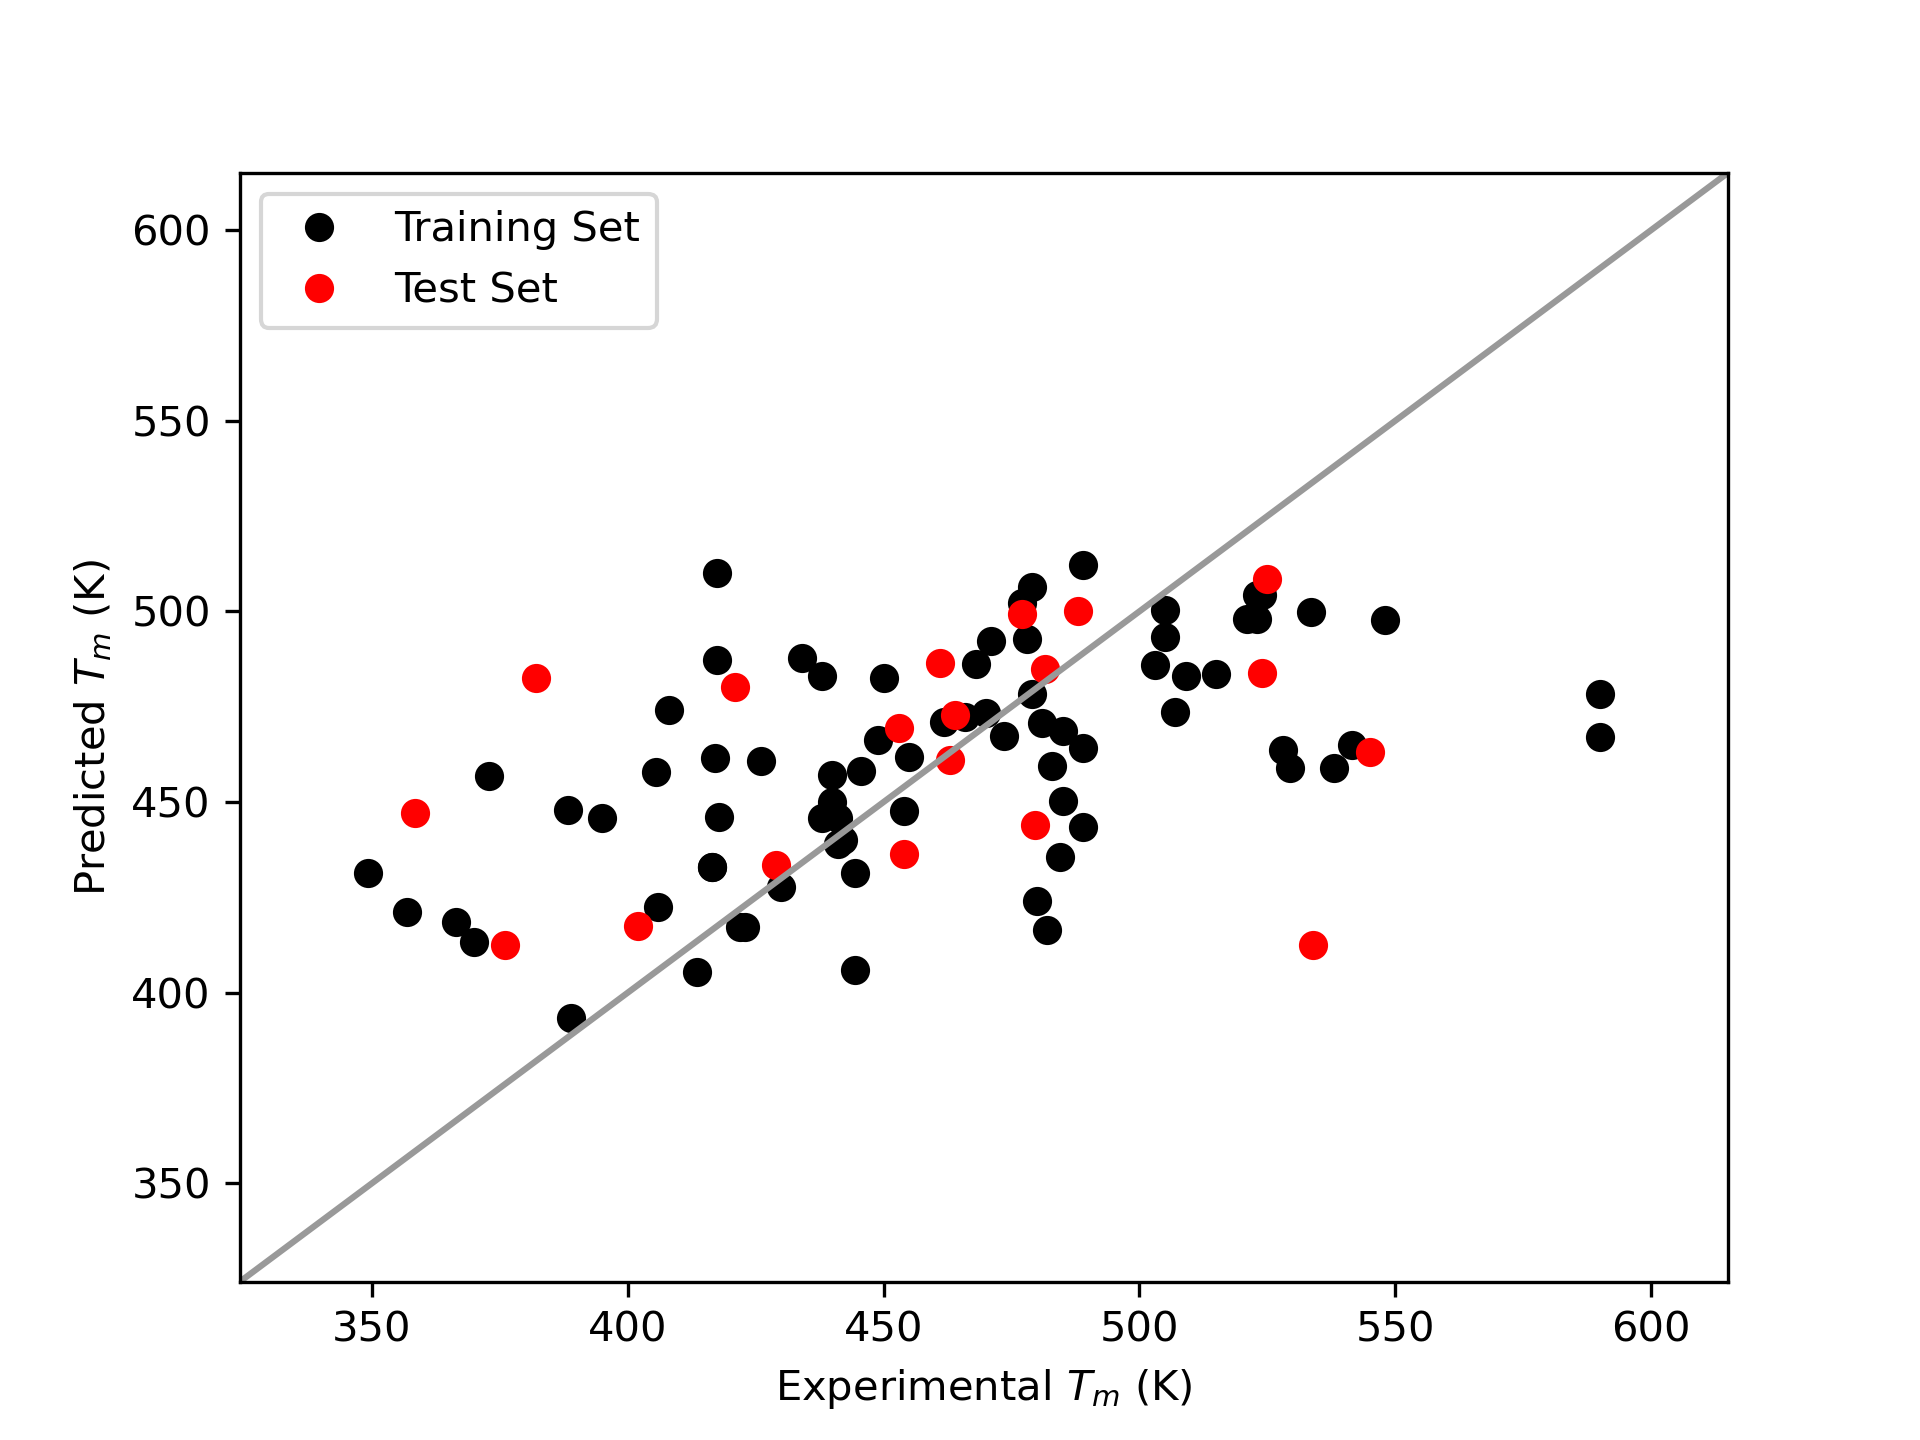 Training Set
Test Set
600
550
500
450
400
350
Predicted Tm (K)
350 400 450 500 550 600
Experimental Tm (K)